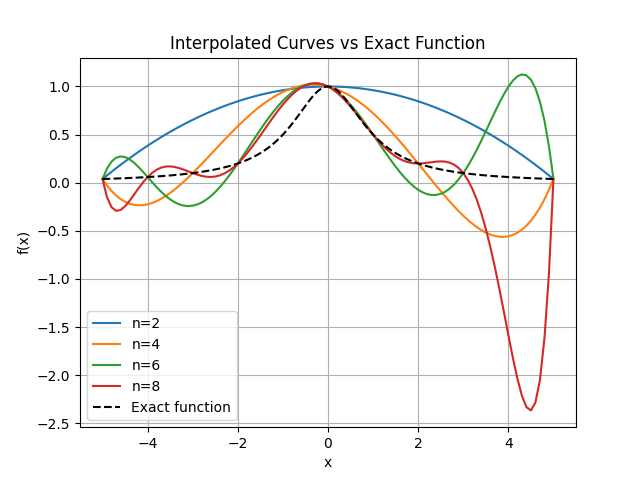 Interpolated Curves vs Exact Function
f(x)
1.0
0.5
0.0
−0.5
−1.0
−1.5
−2.0
−2.5
n=2
n=4
n=6
n=8
Exact function
−4 −2 0 2 4
x